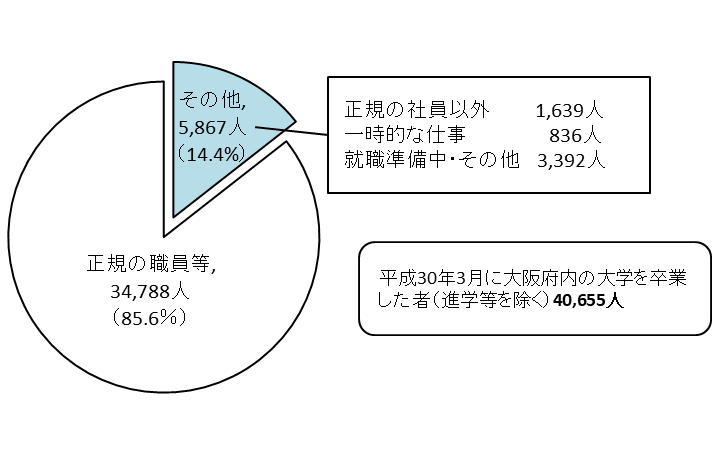 その他,
5,867人
（14.4%）
正規の社員以外 1,639人
一時的な仕事 836人
就職準備中・その他 3,392人
正規の職員等,
34,788人
（85.6％）
平成30年3月に大阪府内の大学を卒業
した者（進学等を除く）40,655人